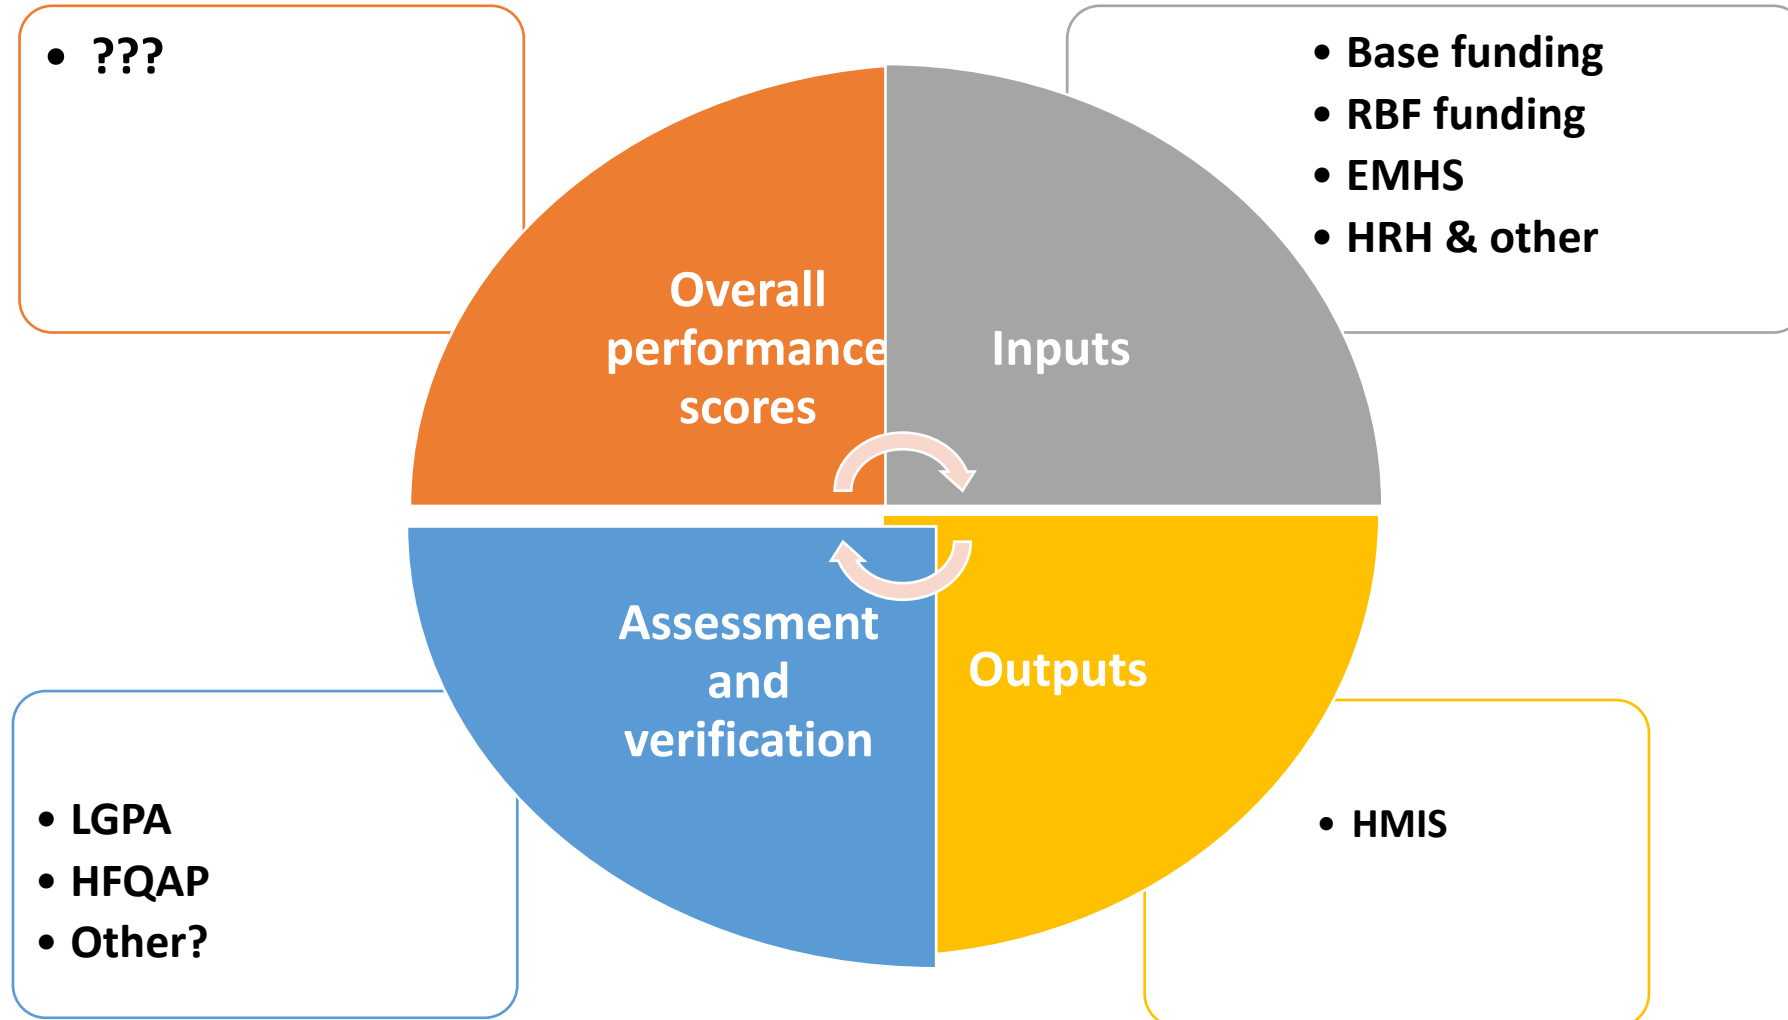 • ???
• Base funding
• RBF funding
• EMHS
• HRH & other
Overall
performance
scores
Inputs
Assessment
and
verification
Outputs
• LGPA
• HFQAP
• Other?
• HMIS